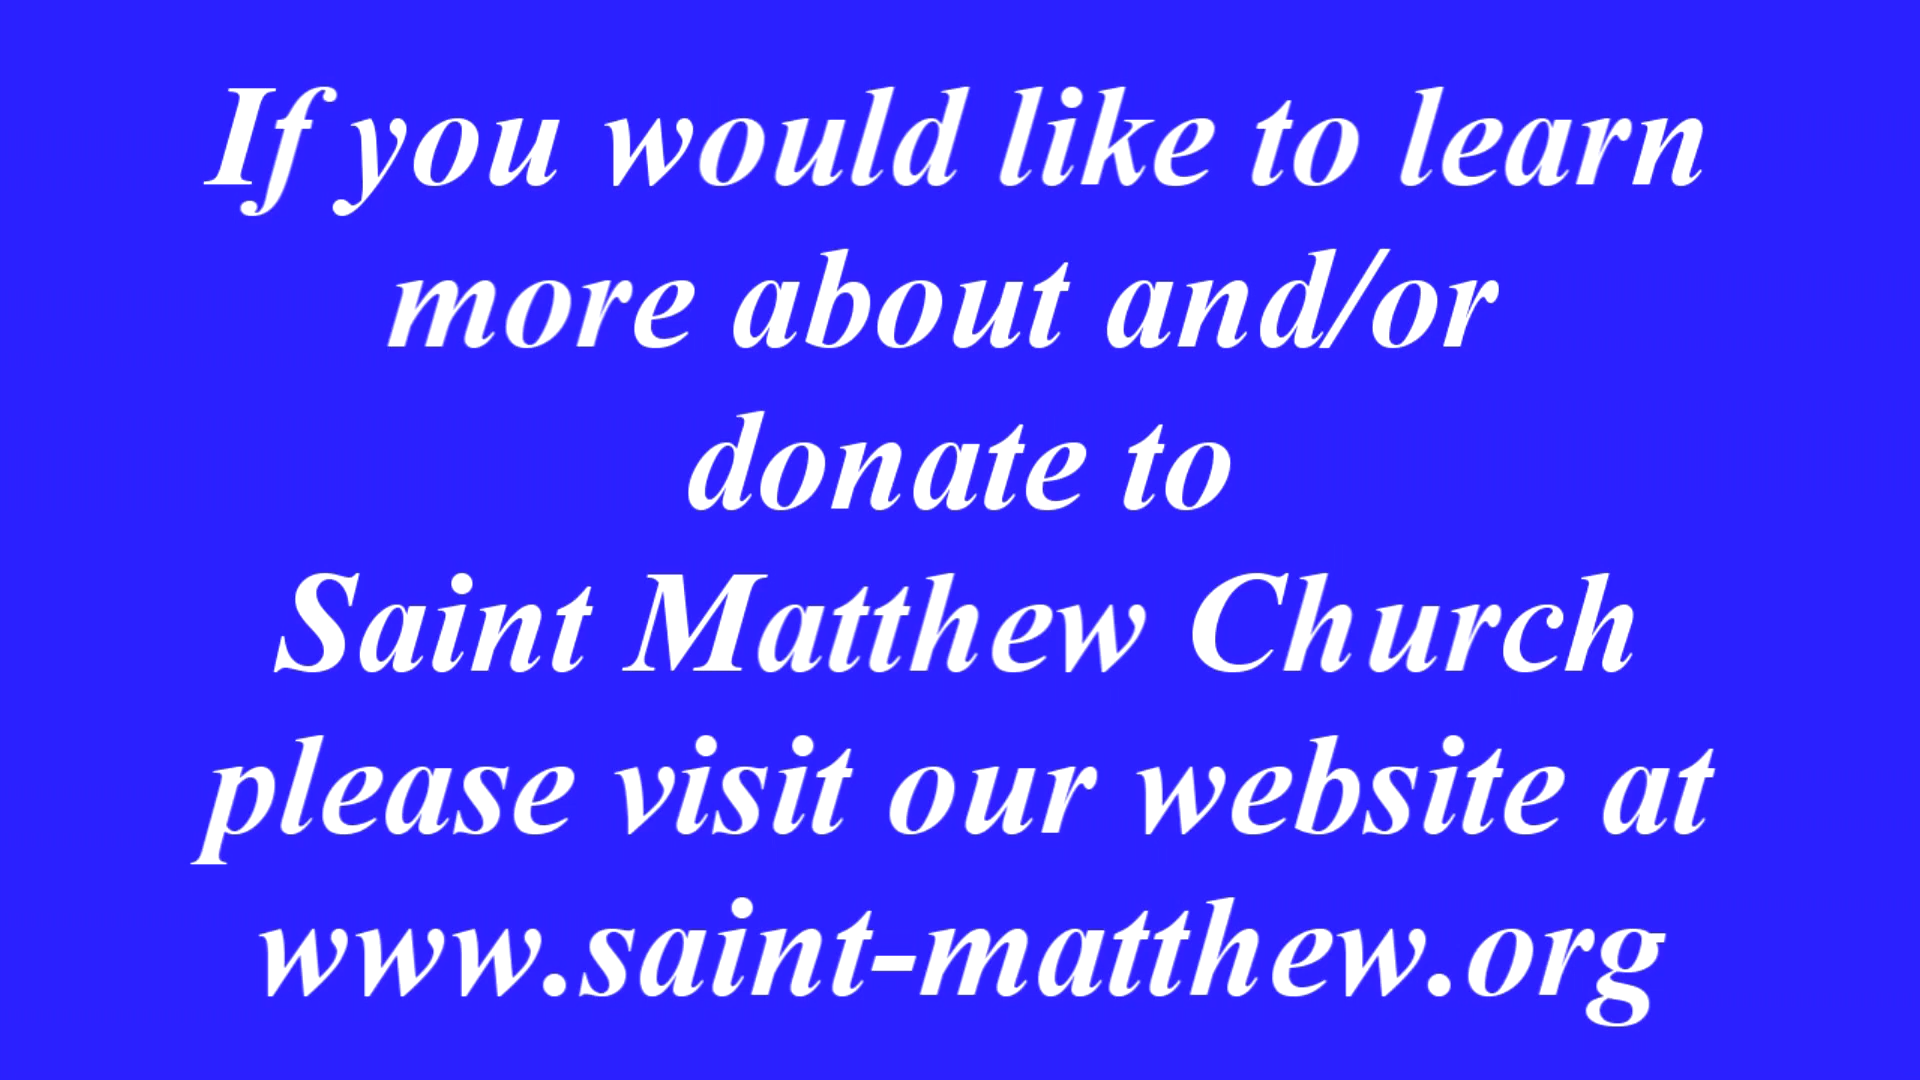 If you would like to learn
more about and/or
donate to
Saint Matthew Church
please visit our website at
www.saint-matthew.org